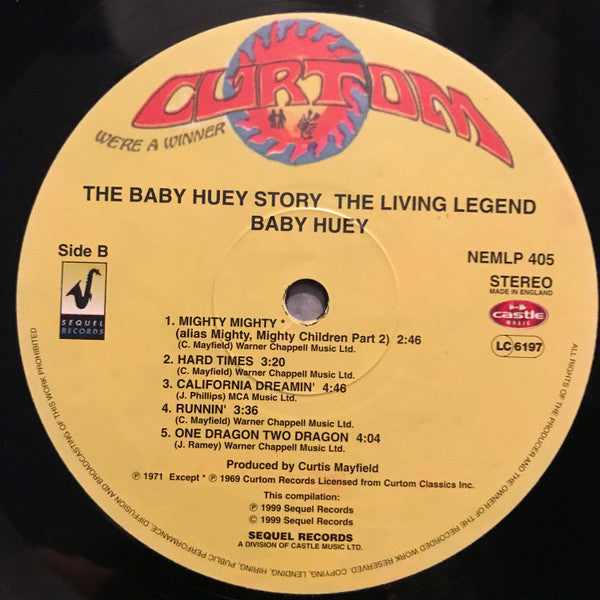 CURTOM
WE'RE A WINNER
THE BABY HUEY STORY THE LIVING LEGEND
BABY HUEY
Side B
NEMLP 405
SEQUEL
RECORDS
STEREO
MADE IN ENGLAND
castle
MUSIC
LC 6197
1. MIGHTY MIGHTY *
(alias Mighty, Mighty Children Part 2) 2:46
(C. Mayfield) Warner Chappell Music Ltd.
2. HARD TIMES 3:20
(C. Mayfield) Warner Chappell Music Ltd.
3. CALIFORNIA DREAMIN' 4:46
(J. Phillips) MCA Music Ltd.
4. RUNNIN' 3:36
(C. Mayfield) Warner Chappell Music Ltd.
5. ONE DRAGON TWO DRAGON 4:04
(J. Ramey) Warner Chappell Music Ltd.
Produced by Curtis Mayfield
℗ 1971 Except * ℗ 1969 Curtom Records Licensed from Curtom Classics Inc.
This compilation:
℗ 1999 Sequel Records
© 1999 Sequel Records
SEQUEL RECORDS
A DIVISION OF CASTLE MUSIC LTD.
ALL RIGHTS OF THE PRODUCER AND THE OWNER OF THE RECORDED WORK RESERVED. COPYING, LENDING, HIRING, PUBLIC PERFORMANCE, DIFFUSION AND BROADCASTING OF THIS WORK PROHIBITED